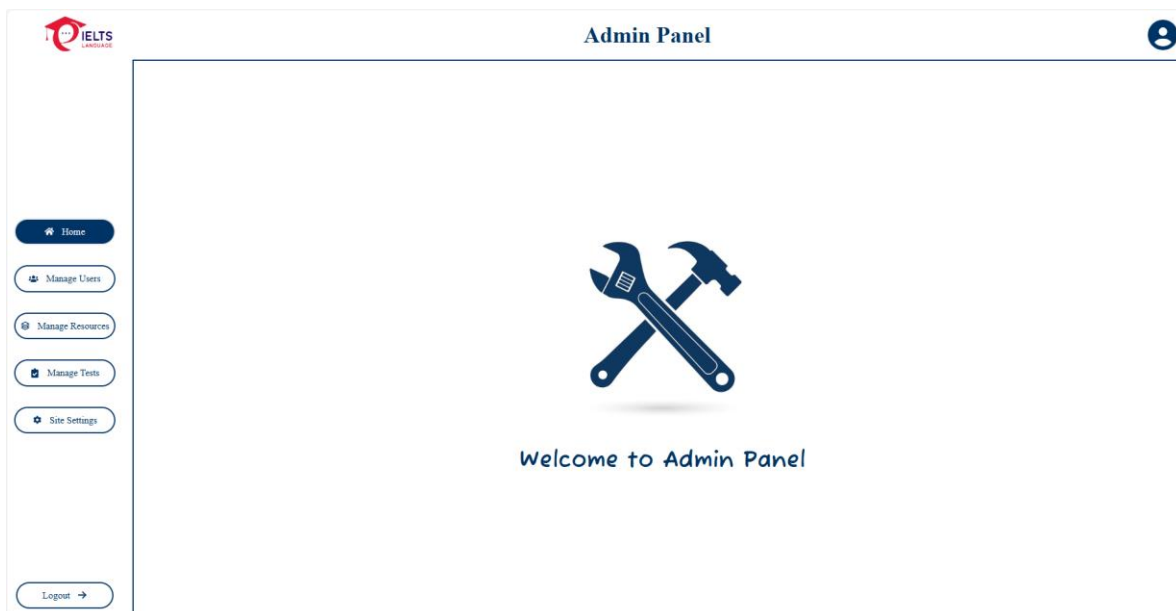 IELTS
LANGUAGE
Admin Panel
Home
Manage Users
Manage Resources
Manage Tests
Site Settings
Welcome to Admin Panel
Logout